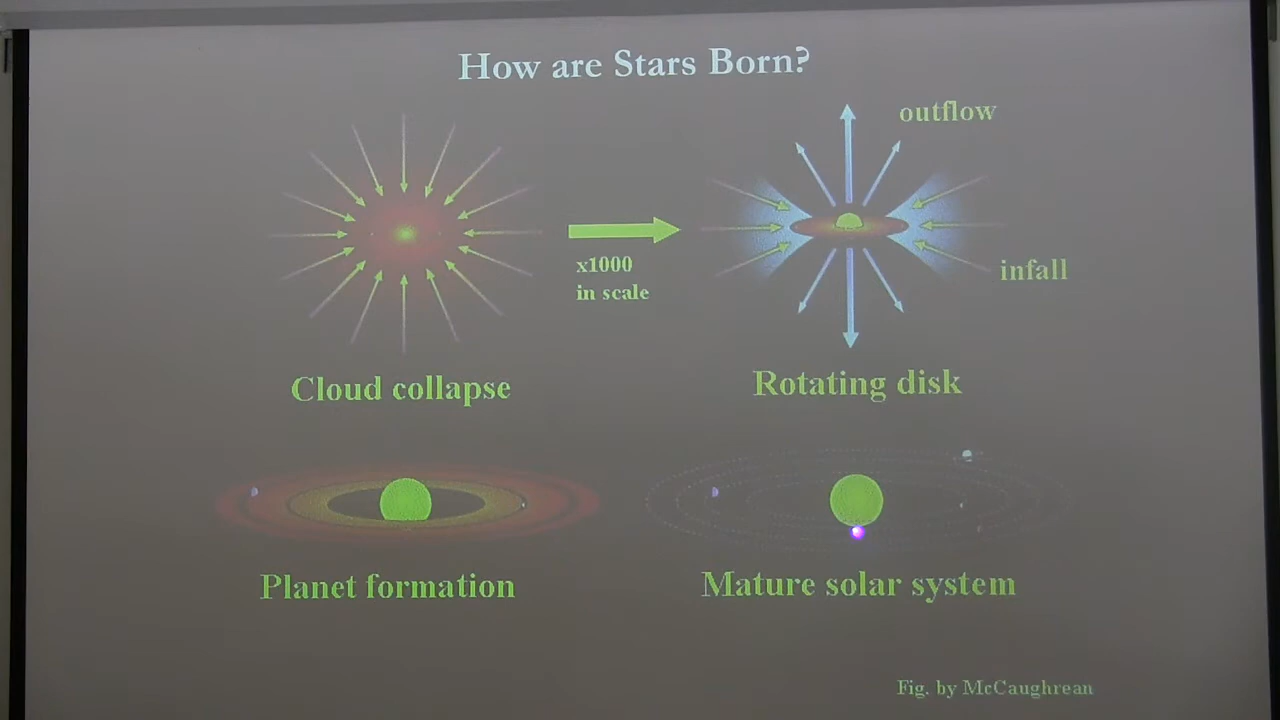 How are Stars Born?
outflow
x1000
in scale
infall
Cloud collapse
Rotating disk
Planet formation
Mature solar system
Fig. by McCaughrean